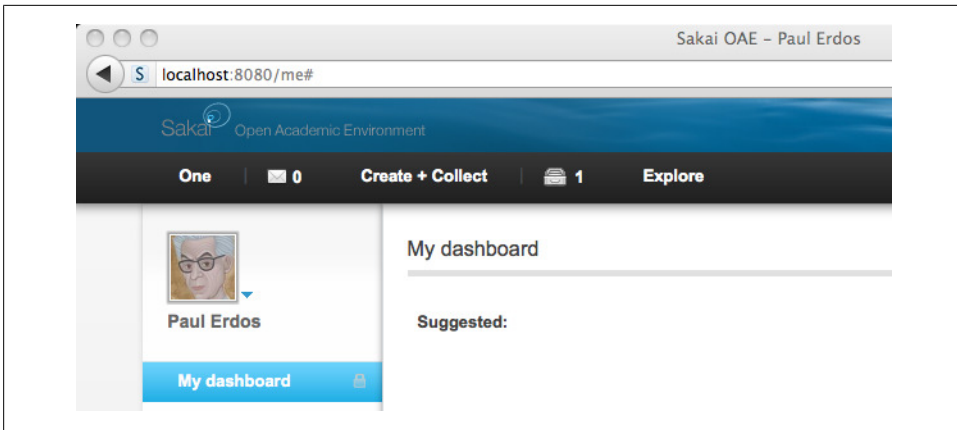 Sakai OAE – Paul Erdos
S localhost:8080/me#
Sakai Open Academic Environment
One 0 Create + Collect 1 Explore
My dashboard
Paul Erdos
Suggested:
My dashboard